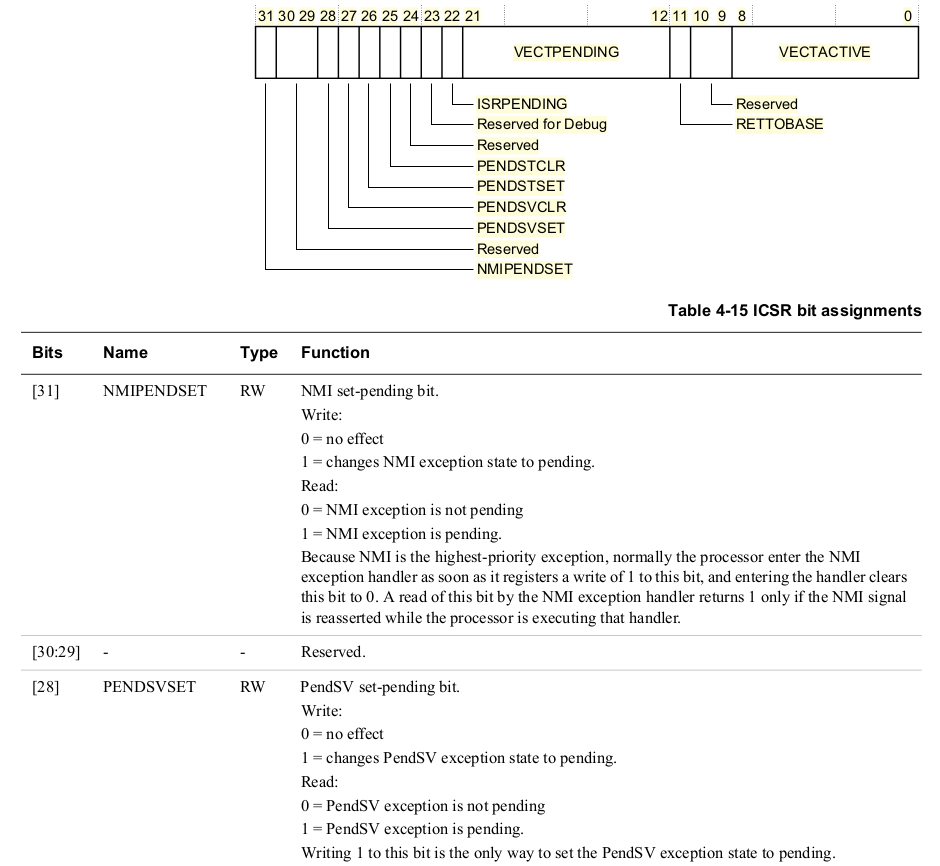 31 30 29 28 27 26 25 24 23 22 21 12 11 10 9 8 0
VECTPENDING VECTACTIVE
ISRPENDING Reserved
Reserved for Debug RETTOBASE
Reserved
PENDSTCLR
PENDSTSET
PENDSVCLR
PENDSVSET
Reserved
NMIPENDSET
Table 4-15 ICSR bit assignments
Bits Name Type Function
[31] NMIPENDSET RW NMI set-pending bit.
Write:
0 = no effect
1 = changes NMI exception state to pending.
Read:
0 = NMI exception is not pending
1 = NMI exception is pending.
Because NMI is the highest-priority exception, normally the processor enter the NMI
exception handler as soon as it registers a write of 1 to this bit, and entering the handler clears
this bit to 0. A read of this bit by the NMI exception handler returns 1 only if the NMI signal
is reasserted while the processor is executing that handler.
[30:29] - - Reserved.
[28] PENDSVSET RW PendSV set-pending bit.
Write:
0 = no effect
1 = changes PendSV exception state to pending.
Read:
0 = PendSV exception is not pending
1 = PendSV exception is pending.
Writing 1 to this bit is the only way to set the PendSV exception state to pending.